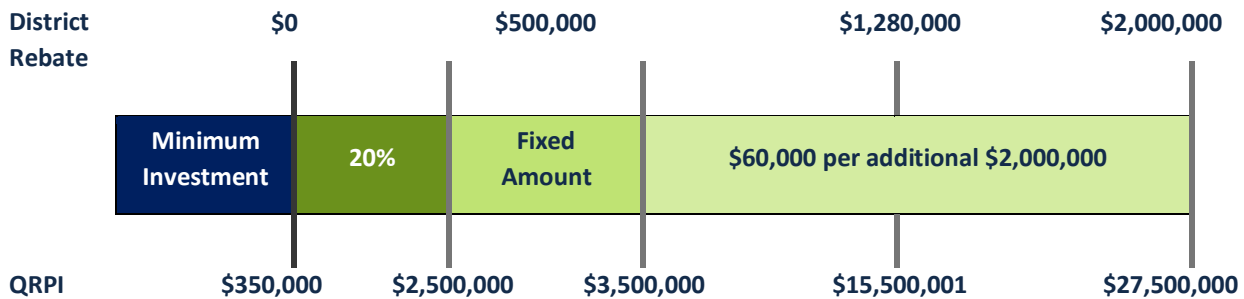 District Rebate $0 $500,000 $1,280,000 $2,000,000
Minimum Investment
20%
Fixed Amount
$60,000 per additional $2,000,000
QRPI $350,000 $2,500,000 $3,500,000 $15,500,001 $27,500,000